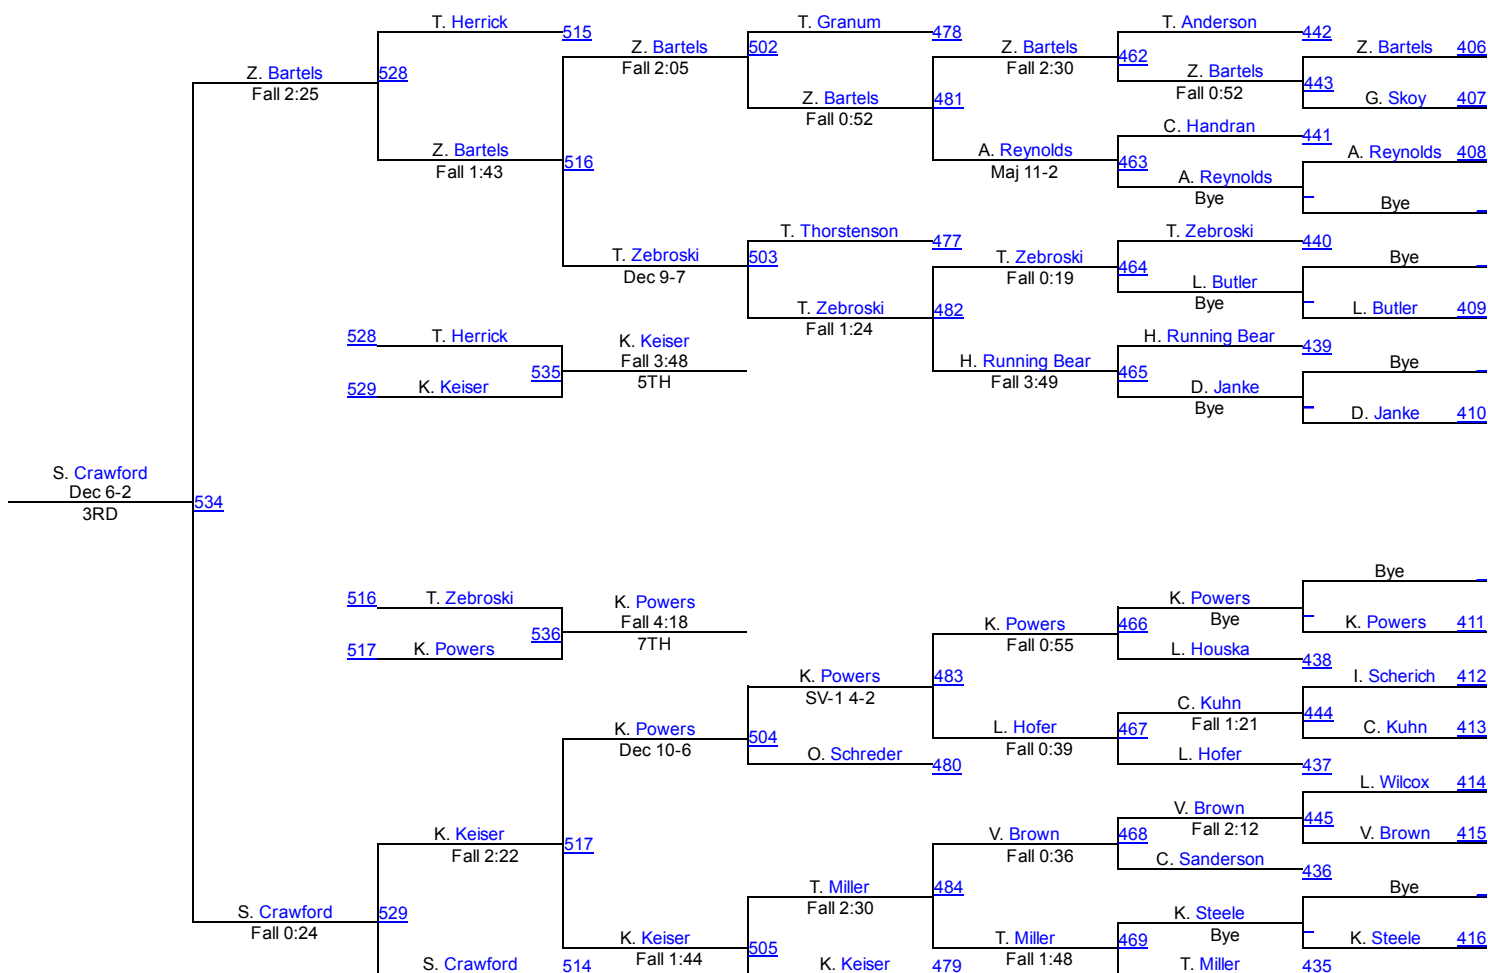 T. Herrick
515
T. Granum
478
T. Anderson
442
Z. Bartels
502
Z. Bartels
462
Z. Bartels 406
Fall 2:05
Fall 2:30
Z. Bartels
528
Z. Bartels
443
Fall 2:25
Fall 0:52
Z. Bartels
481
G. Skoy 407
Fall 0:52
C. Handran
441
Z. Bartels
516
A. Reynolds
463
A. Reynolds 408
Fall 1:43
Maj 11-2
A. Reynolds
Bye
Bye
T. Thorstenson
477
T. Zebroski
440
T. Zebroski
503
T. Zebroski
464
Bye
Dec 9-7
Fall 0:19
L. Butler
Bye
T. Zebroski
482
L. Butler 409
Fall 1:24
528 T. Herrick
K. Keiser
H. Running Bear
439
Fall 3:48
535
5TH
H. Running Bear
465
Bye
Fall 3:49
529 K. Keiser
D. Janke
Bye
D. Janke 410
S. Crawford
Dec 6-2
534
3RD
Bye
516 T. Zebroski
K. Powers
K. Powers
Fall 4:18
536
7TH
K. Powers
466
Bye
K. Powers 411
Fall 0:55
517 K. Powers
L. Houska
438
K. Powers
483
I. Scherich 412
SV-1 4-2
C. Kuhn
444
Fall 1:21
K. Powers
504
L. Hofer
467
C. Kuhn 413
Dec 10-6
Fall 0:39
O. Schreder
480
L. Hofer
437
L. Wilcox 414
V. Brown
445
Fall 2:12
K. Keiser
517
V. Brown
468
V. Brown 415
Fall 2:22
Fall 0:36
C. Sanderson
436
T. Miller
484
Bye
Fall 2:30
S. Crawford
529
K. Steele
Fall 0:24
Bye
K. Keiser
505
T. Miller
469
K. Steele 416
Fall 1:44
Fall 1:48
S. Crawford 514
K. Keiser 479
T. Miller 435